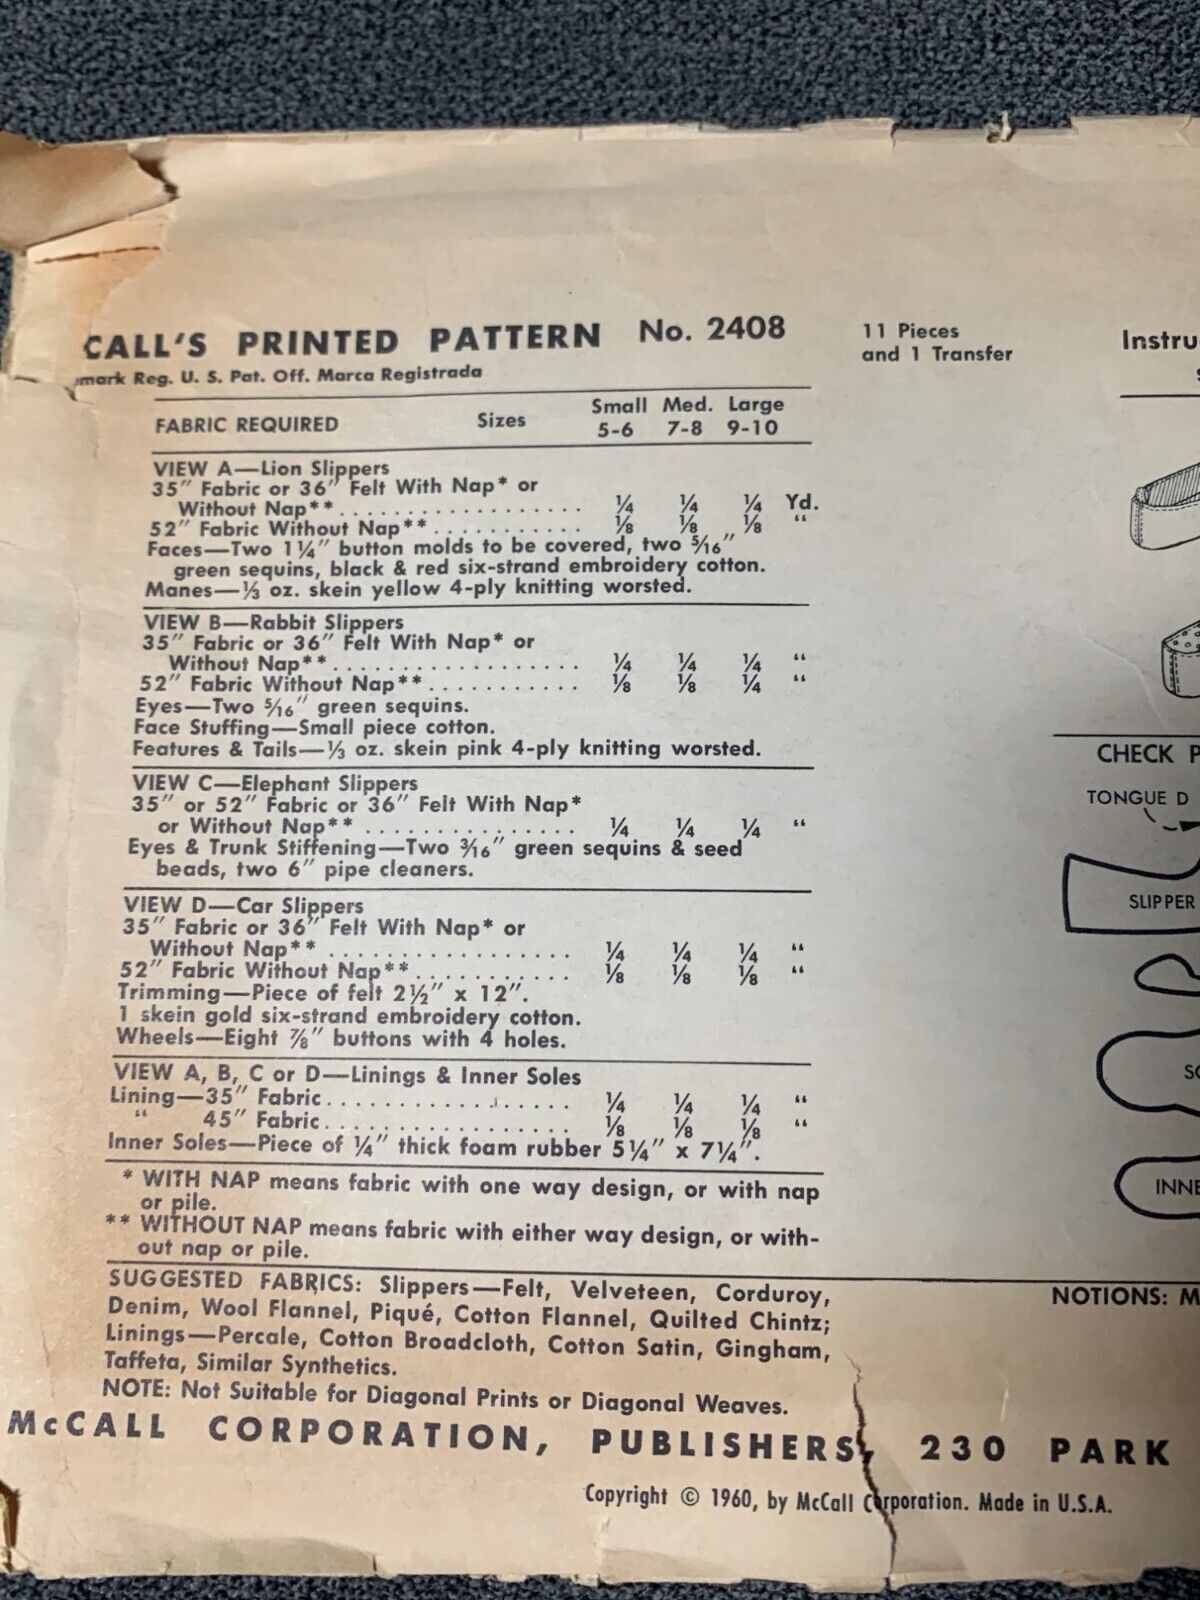 CALL'S PRINTED PATTERN No. 2408
mark Reg. U. S. Pat. Off. Marca Registrada
11 Pieces
and 1 Transfer
Instru
FABRIC REQUIRED Sizes Small Med. Large
5-6 7-8 9-10
VIEW A—Lion Slippers
35″ Fabric or 36″ Felt With Nap* or
Without Nap** . . . . . . . . . . . . . . . . . . ¼ ¼ ¼ Yd.
52″ Fabric Without Nap** . . . . . . . . . . . ⅛ ⅛ ⅛ “
Faces—Two 1¼″ button molds to be covered, two 5/16″
green sequins, black & red six-strand embroidery cotton.
Manes—⅓ oz. skein yellow 4-ply knitting worsted.
VIEW B—Rabbit Slippers
35″ Fabric or 36″ Felt With Nap* or
Without Nap** . . . . . . . . . . . . . . . . . . ¼ ¼ ¼ “
52″ Fabric Without Nap** . . . . . . . . . . . ⅛ ⅛ ¼ “
Eyes—Two 5/16″ green sequins.
Face Stuffing—Small piece cotton.
Features & Tails—⅓ oz. skein pink 4-ply knitting worsted.
VIEW C—Elephant Slippers
35″ or 52″ Fabric or 36″ Felt With Nap*
or Without Nap** . . . . . . . . . . . . . . . . ¼ ¼ ¼ “
Eyes & Trunk Stiffening—Two 3/16″ green sequins & seed
beads, two 6″ pipe cleaners.
VIEW D—Car Slippers
35″ Fabric or 36″ Felt With Nap* or
Without Nap** . . . . . . . . . . . . . . . . . . ¼ ¼ ¼ “
52″ Fabric Without Nap** . . . . . . . . . . . ⅛ ⅛ ⅛ “
Trimming—Piece of felt 2½″ x 12″.
1 skein gold six-strand embroidery cotton.
Wheels—Eight ⅞″ buttons with 4 holes.
VIEW A, B, C or D—Linings & Inner Soles
Lining—35″ Fabric . . . . . . . . . . . . . . . . . ¼ ¼ ¼ “
“ 45″ Fabric . . . . . . . . . . . . . . . . . ⅛ ⅛ ⅛ “
Inner Soles—Piece of ¼″ thick foam rubber 5¼″ x 7¼″.
* WITH NAP means fabric with one way design, or with nap
or pile.
** WITHOUT NAP means fabric with either way design, or with-
out nap or pile.
SUGGESTED FABRICS: Slippers—Felt, Velveteen, Corduroy,
Denim, Wool Flannel, Piqué, Cotton Flannel, Quilted Chintz;
Linings—Percale, Cotton Broadcloth, Cotton Satin, Gingham,
Taffeta, Similar Synthetics.
NOTE: Not Suitable for Diagonal Prints or Diagonal Weaves.
CHECK P
TONGUE D
SLIPPER
SO
INNE
NOTIONS: M
McCALL CORPORATION, PUBLISHERS, 230 PARK
Copyright © 1960, by McCall Corporation. Made in U.S.A.